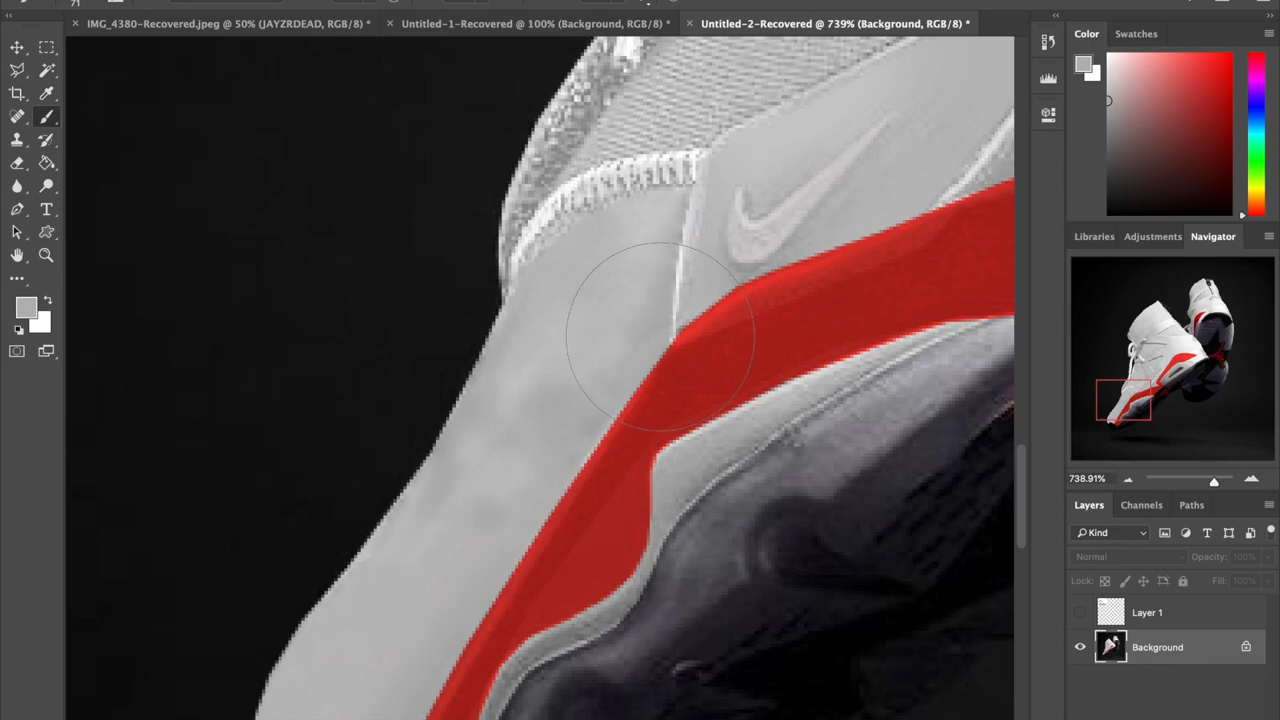 IMG_4380-Recovered.jpeg @ 50% (JAYZRDEAD, RGB/8) *
Untitled-1-Recovered @ 100% (Background, RGB/8) *
Untitled-2-Recovered @ 739% (Background, RGB/8) *
Color
Swatches
Libraries
Adjustments
Navigator
738.91%
Layers
Channels
Paths
Kind
Normal
Opacity: 100%
Lock:
Fill: 100%
Layer 1
Background